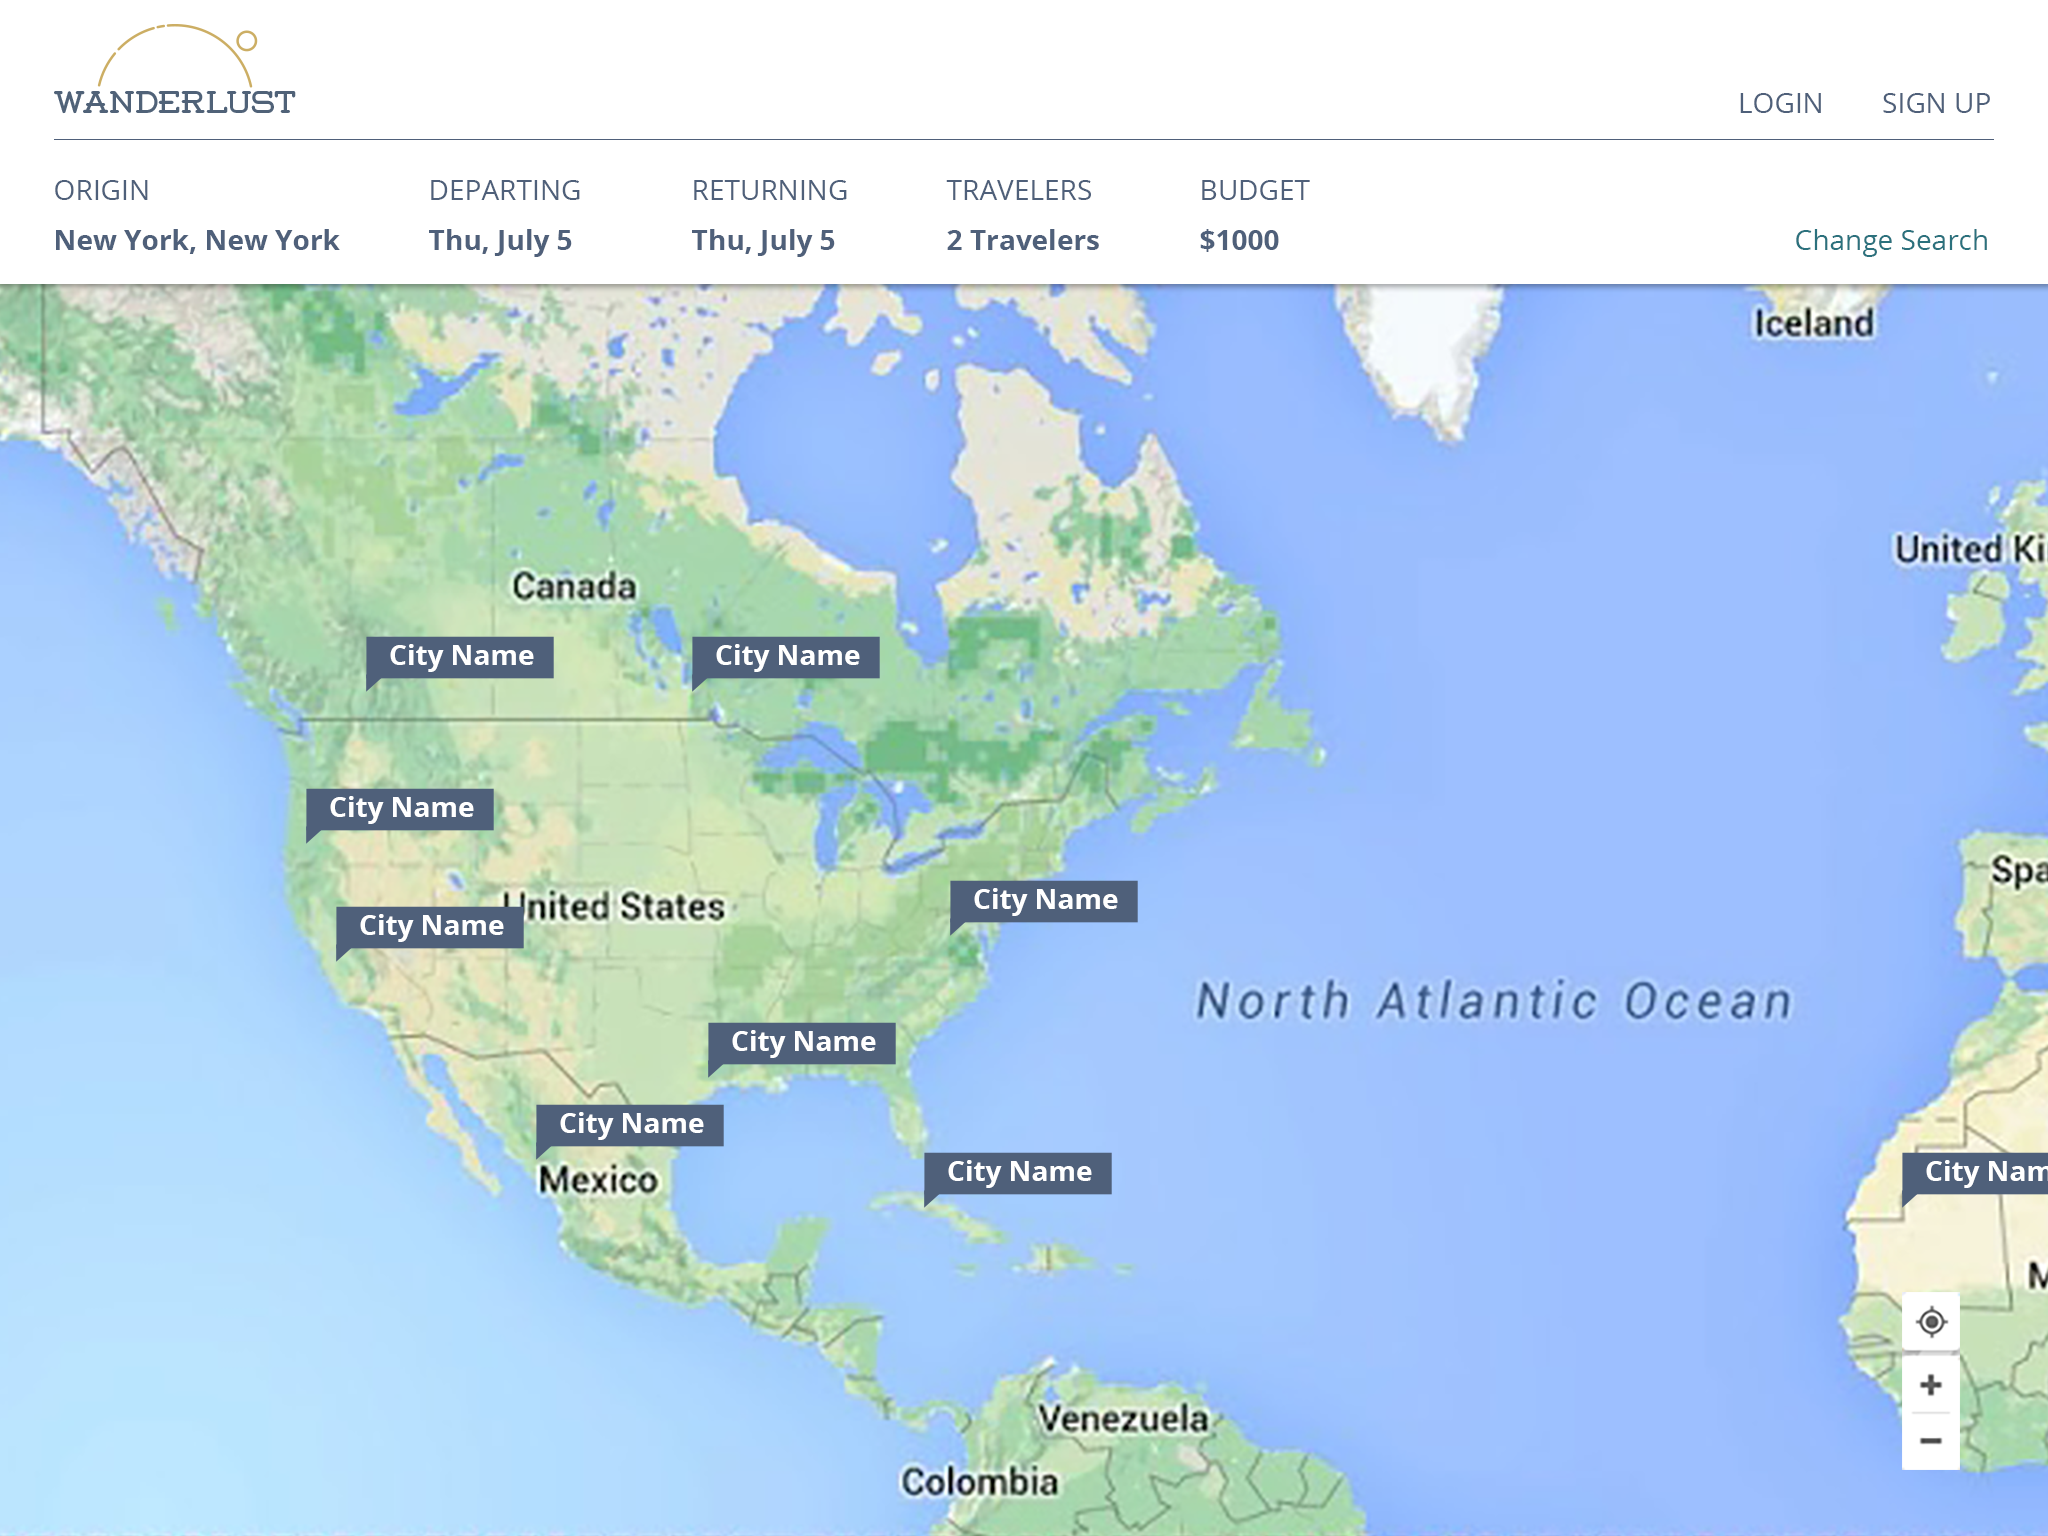 WANDERLUST
LOGIN SIGN UP
ORIGIN DEPARTING RETURNING TRAVELERS BUDGET
New York, New York Thu, July 5 Thu, July 5 2 Travelers $1000 Change Search
Iceland
United Ki
Canada
City Name City Name
City Name
Spa
United States
City Name
City Name
North Atlantic Ocean
City Name
City Name
City Name
City Nam
Mexico
M
Venezuela
Colombia